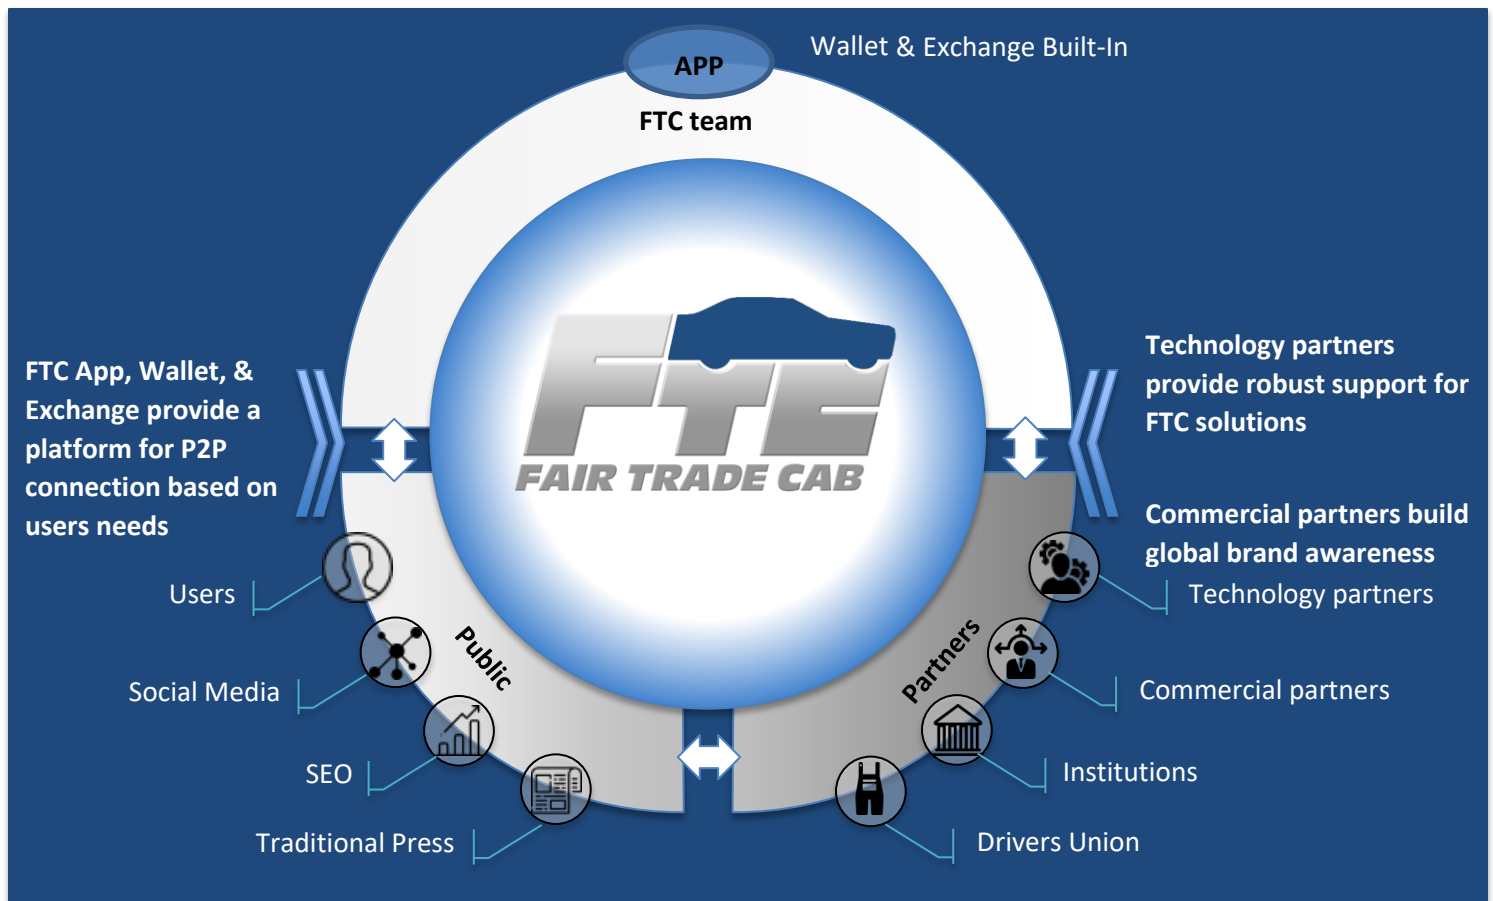 APP
Wallet & Exchange Built-In
FTC team
FTC
FAIR TRADE CAB
FTC App, Wallet, &
Exchange provide a
platform for P2P
connection based on
users needs
Technology partners
provide robust support for
FTC solutions
Commercial partners build
global brand awareness
Users
Social Media
SEO
Traditional Press
Public
Partners
Technology partners
Commercial partners
Institutions
Drivers Union